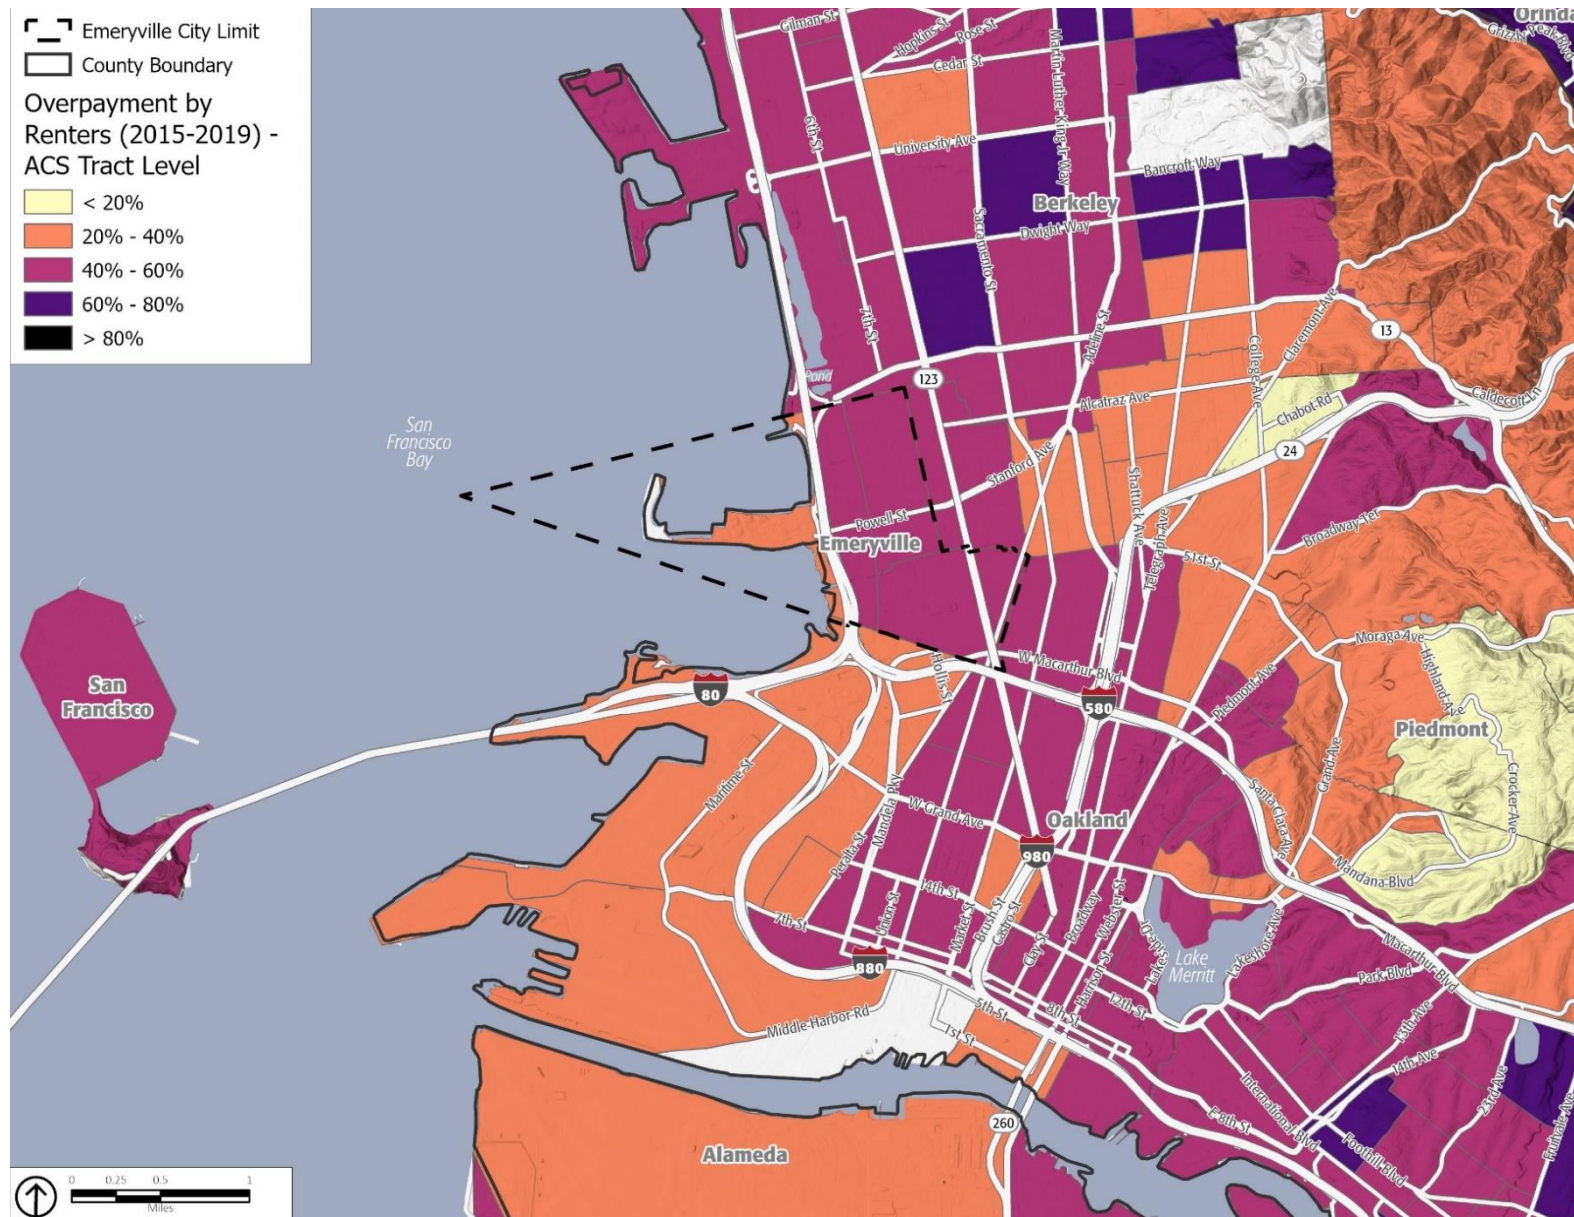 Emeryville City Limit
County Boundary
Overpayment by
Renters (2015-2019) -
ACS Tract Level
< 20%
20% - 40%
40% - 60%
60% - 80%
> 80%
Orinda
Grizzly Peak Blvd
Gilman St
Hopkins St
Rose St
Cedar St
Martin Luther King Jr Way
6th St
University Ave
Bancroft Way
Berkeley
Sacramento St
Dwight Way
7th St
Adeline St
College Ave
Claremont Ave
13
Pond
123
Alcatraz Ave
Chabot Rd
Caldecott Ln
San
Francisco
Bay
24
Stanford Ave
Shattuck Ave
Telegraph Ave
Broadway Ter
Powell St
Emeryville
51st St
Moraga Ave
Highland Ave
Hollis St
W Macarthur Blvd
Piedmont Ave
San
Francisco
80
580
Piedmont
Grand Ave
Crocker Ave
Maritime St
Mandela Pky
W Grand Ave
Oakland
Santa Clara Ave
980
Peralta St
14th St
Mandana Blvd
7th St
Union St
Market St
Brush St
Castro St
Clay St
Broadway
Webster St
Harrison St
Lakeside Dr
Lake
Merritt
Lakeshore Ave
Macarthur Blvd
Park Blvd
880
12th St
5th St
8th St
1st St
Middle Harbor Rd
13th Ave
14th Ave
23rd Ave
International Blvd
Foothill Blvd
Fruitvale Ave
E 8th St
260
Alameda
0 0.25 0.5 1
Miles